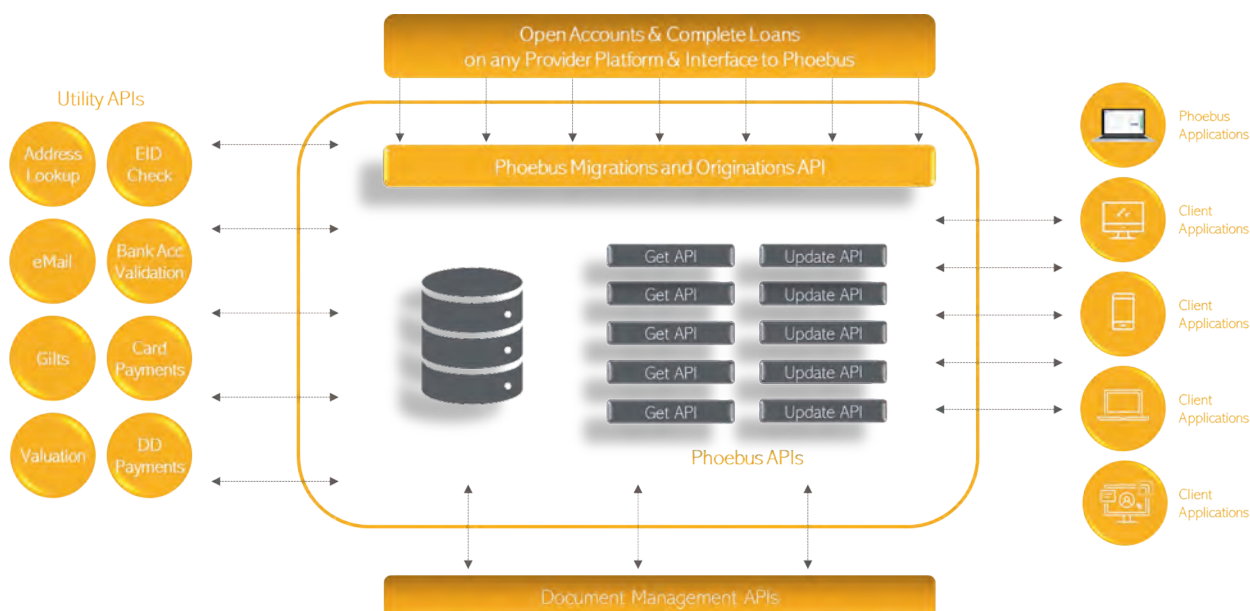 Open Accounts & Complete Loans
on any Provider Platform & Interface to Phoebus
Utility APIs
Address
Lookup
EID
Check
eMail
Bank Acc
Validation
Gilts
Card
Payments
Valuation
DD
Payments
Phoebus Migrations and Originations API
Get API
Update API
Get API
Update API
Get API
Update API
Get API
Update API
Get API
Update API
Phoebus APIs
Phoebus
Applications
Client
Applications
Client
Applications
Client
Applications
Client
Applications
Document Management APIs